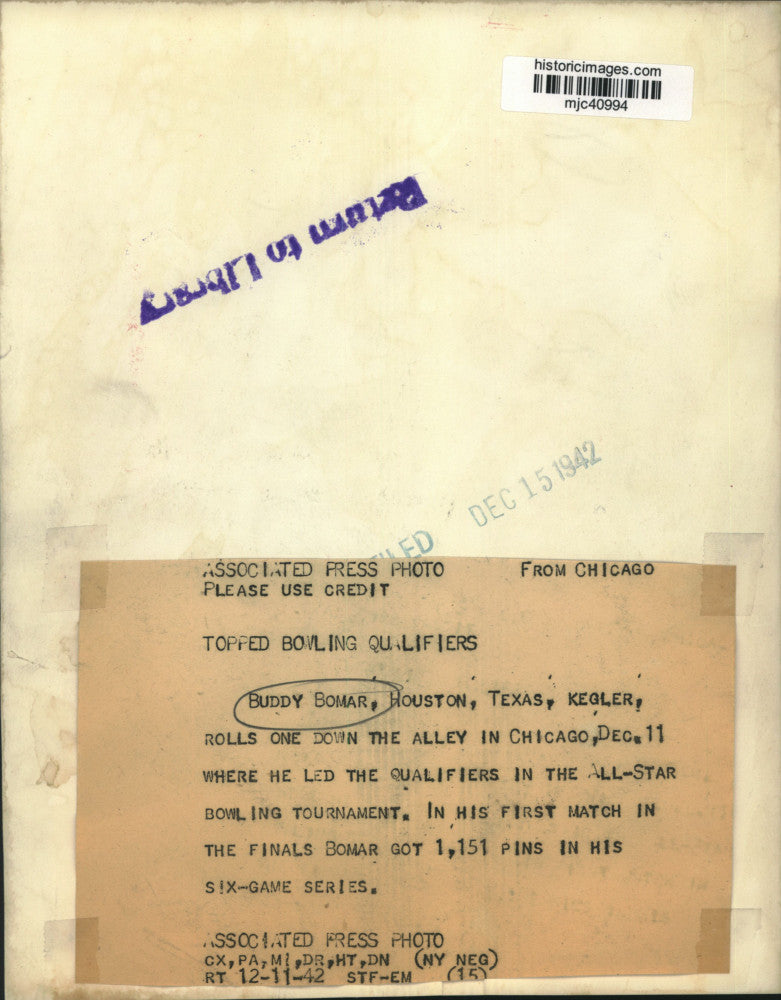 historicimages.com
mjc40994
Return to Library
DEC 15 1942
ASSOCIATED PRESS PHOTO FROM CHICAGO
PLEASE USE CREDIT
TOPPED BOWLING QUALIFIERS
BUDDY BOMAR, HOUSTON, TEXAS, KEGLER,
ROLLS ONE DOWN THE ALLEY IN CHICAGO,DEC.11
WHERE HE LED THE QUALIFIERS IN THE ALL-STAR
BOWLING TOURNAMENT. IN HIS FIRST MATCH IN
THE FINALS BOMAR GOT 1,151 PINS IN HIS
SIX-GAME SERIES.
ASSOCIATED PRESS PHOTO
CX,PA,MI,DR,HT,DN (NY NEG)
RT 12-11-42 STF-EM (15)